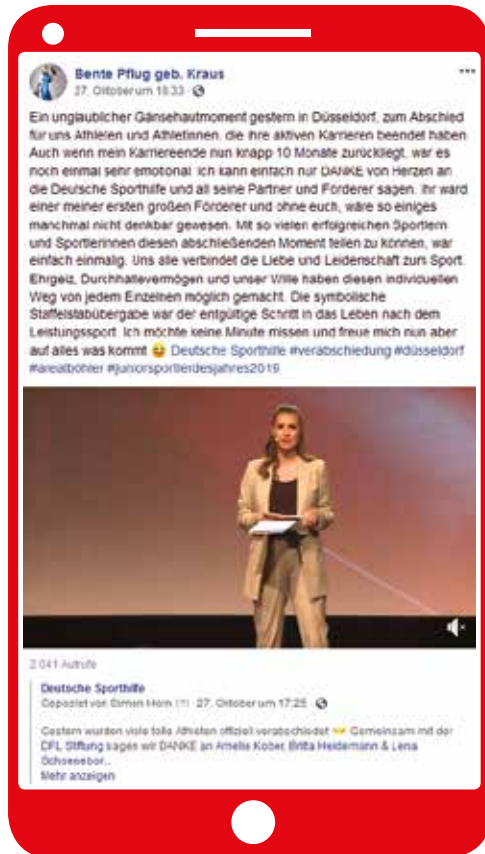 Bente Pflug geb. Kraus
27. Oktober um 18:33
Ein unglaublicher Gänsehautmoment gestern in Düsseldorf, zum Abschied
für uns Athleten und Athletinnen, die ihre aktiven Karrieren beendet haben.
Auch wenn mein Karriereende nun knapp 10 Monate zurückliegt, war es
noch einmal sehr emotional. Ich kann einfach nur DANKE von Herzen an
die Deutsche Sporthilfe und all seine Partner und Förderer sagen. Ihr ward
einer meiner ersten großen Förderer und ohne euch, wäre so einiges
manchmal nicht denkbar gewesen. Mit so vielen erfolgreichen Sportlern
und Sportlerinnen diesen abschließenden Moment teilen zu können, war
einfach einmalig. Uns alle verbindet die Liebe und Leidenschaft zum Sport.
Ehrgeiz, Durchhaltevermögen und unser Wille haben diesen individuellen
Weg von jedem Einzelnen möglich gemacht. Die symbolische
Staffelstabübergabe war der entgültige Schritt in das Leben nach dem
Leistungssport. Ich möchte keine Minute missen und freue mich nun aber
auf alles was kommt 😄 Deutsche Sporthilfe #verabschiedung #düsseldorf
#arealböhler #juniorsportlerdesjahres2019
2.041 Aufrufe
Deutsche Sporthilfe
Gepostet von Simen Horn [?] · 27. Oktober um 17:25
Gestern wurden viele tolle Athleten offiziell verabschiedet Gemeinsam mit der
DFL Stiftung sagen wir DANKE an Amelie Kober, Britta Heidemann & Lena
Schoeneborn...
Mehr anzeigen